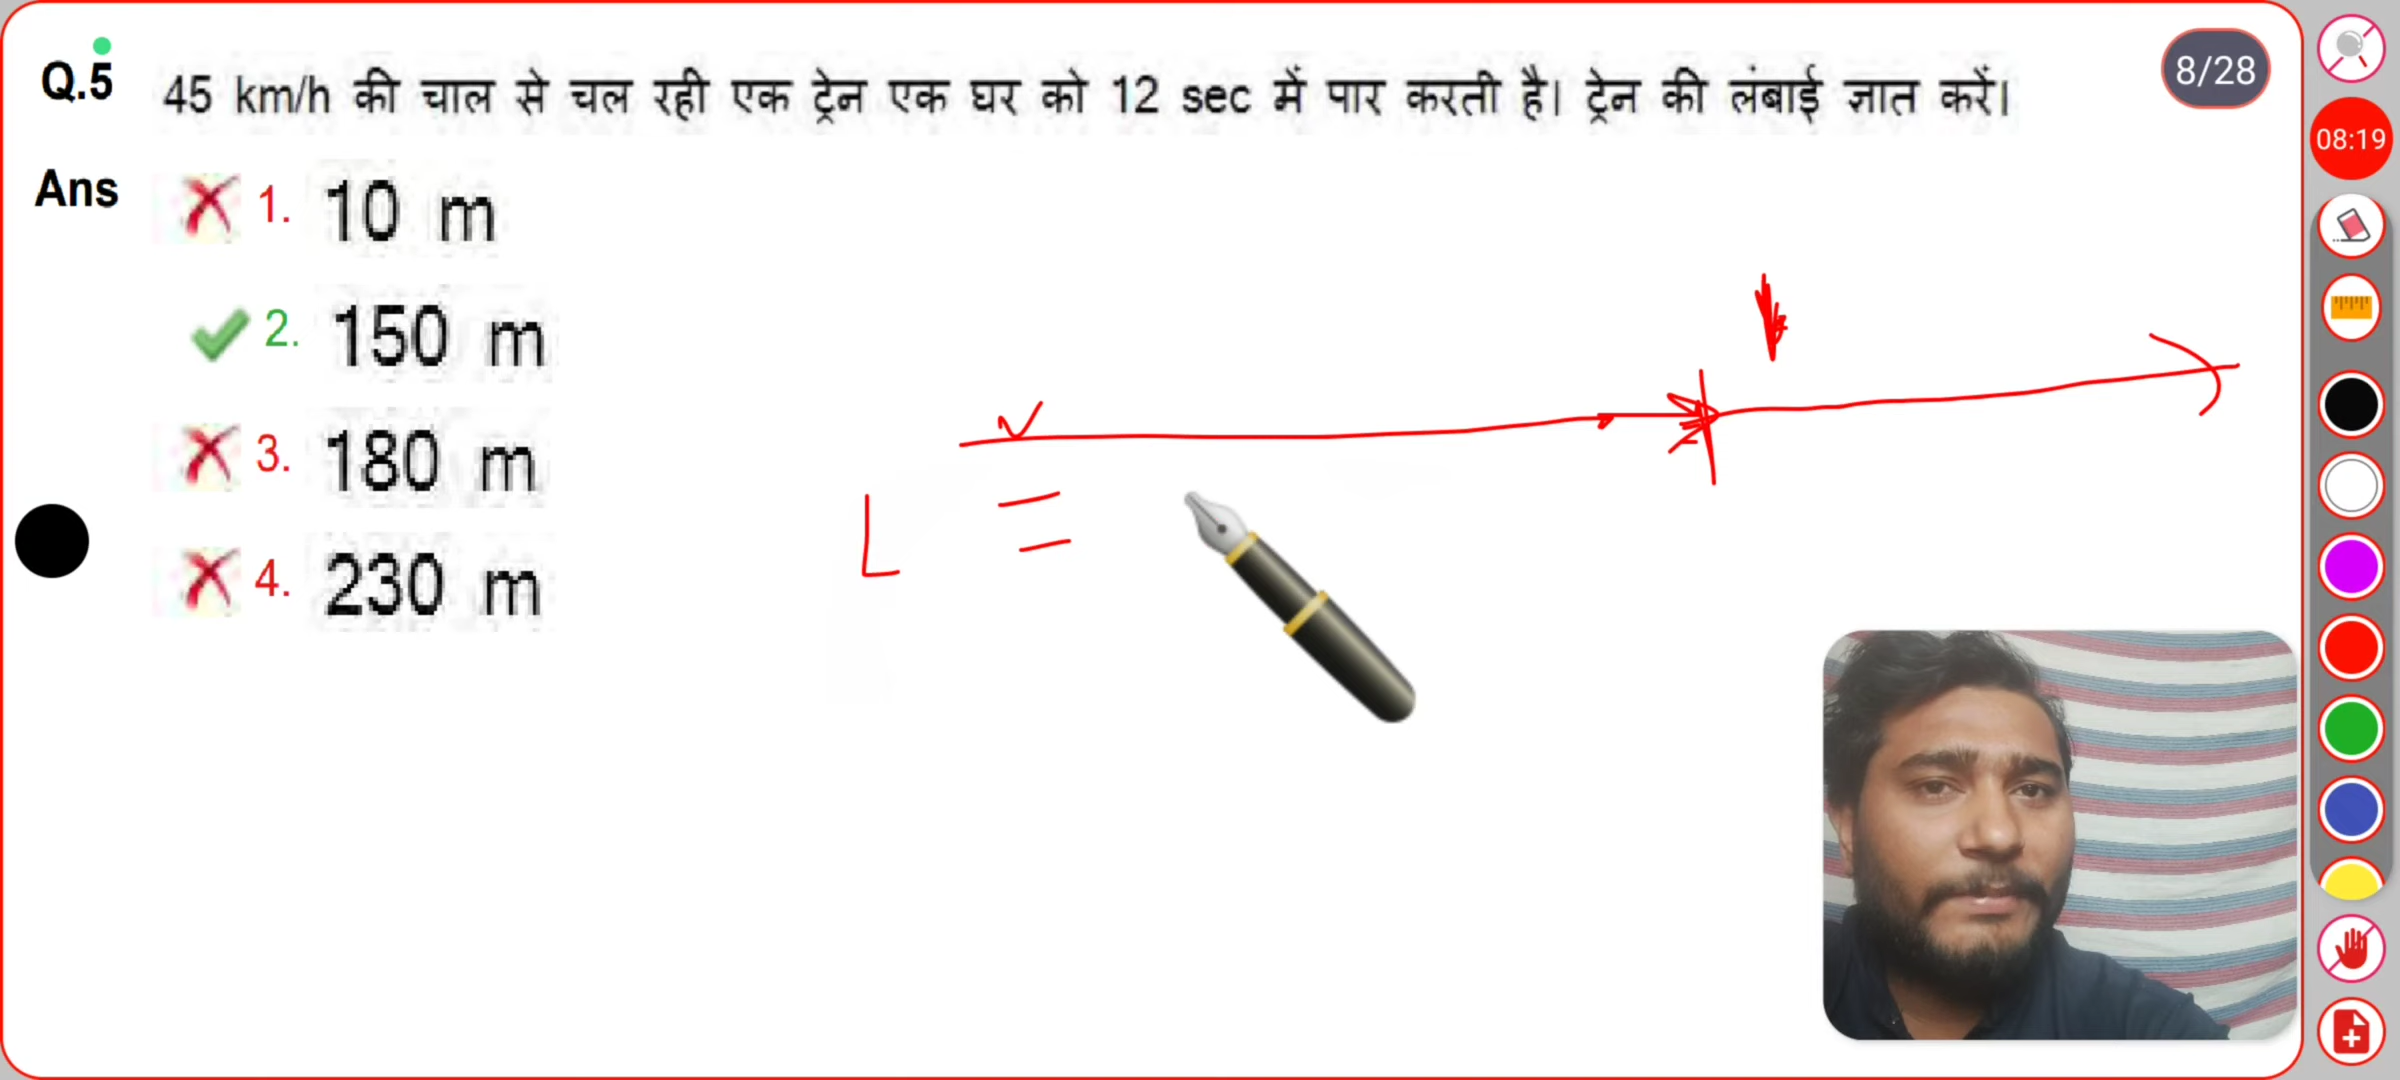 Q.5 45 km/h की चाल से चल रही एक ट्रेन एक घर को 12 sec में पार करती है। ट्रेन की लंबाई ज्ञात करें।
8/28
08:19
Ans
1. 10 m
2. 150 m
3. 180 m
4. 230 m
L =